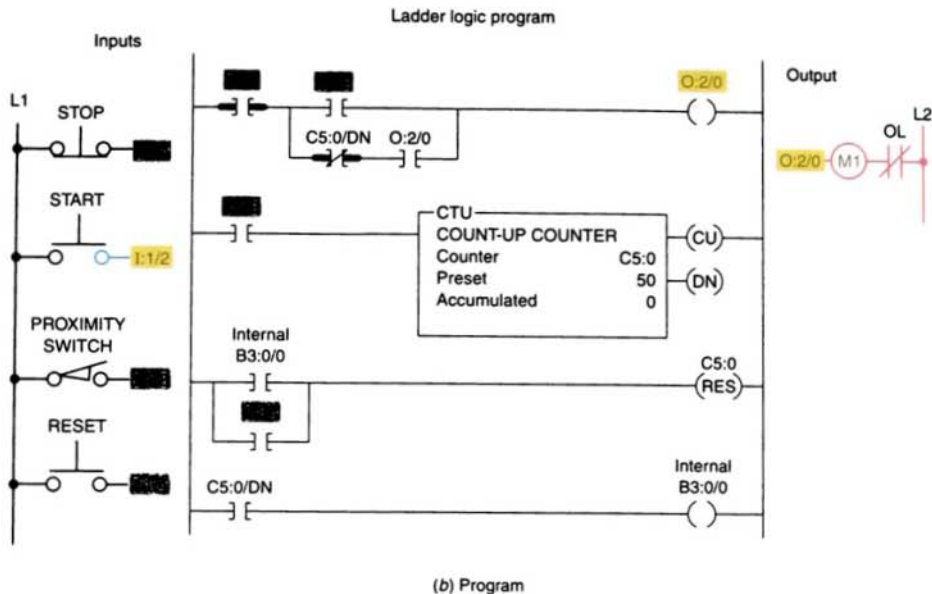 Ladder logic program
Inputs
Output
L1
L2
STOP
START
I:1/2
PROXIMITY
SWITCH
RESET
O:2/0
C5:0/DN
O:2/0
CTU
COUNT-UP COUNTER
Counter C5:0
Preset 50
Accumulated 0
CU
DN
Internal
B3:0/0
C5:0
RES
C5:0/DN
Internal
B3:0/0
O:2/0
M1
OL
(b) Program